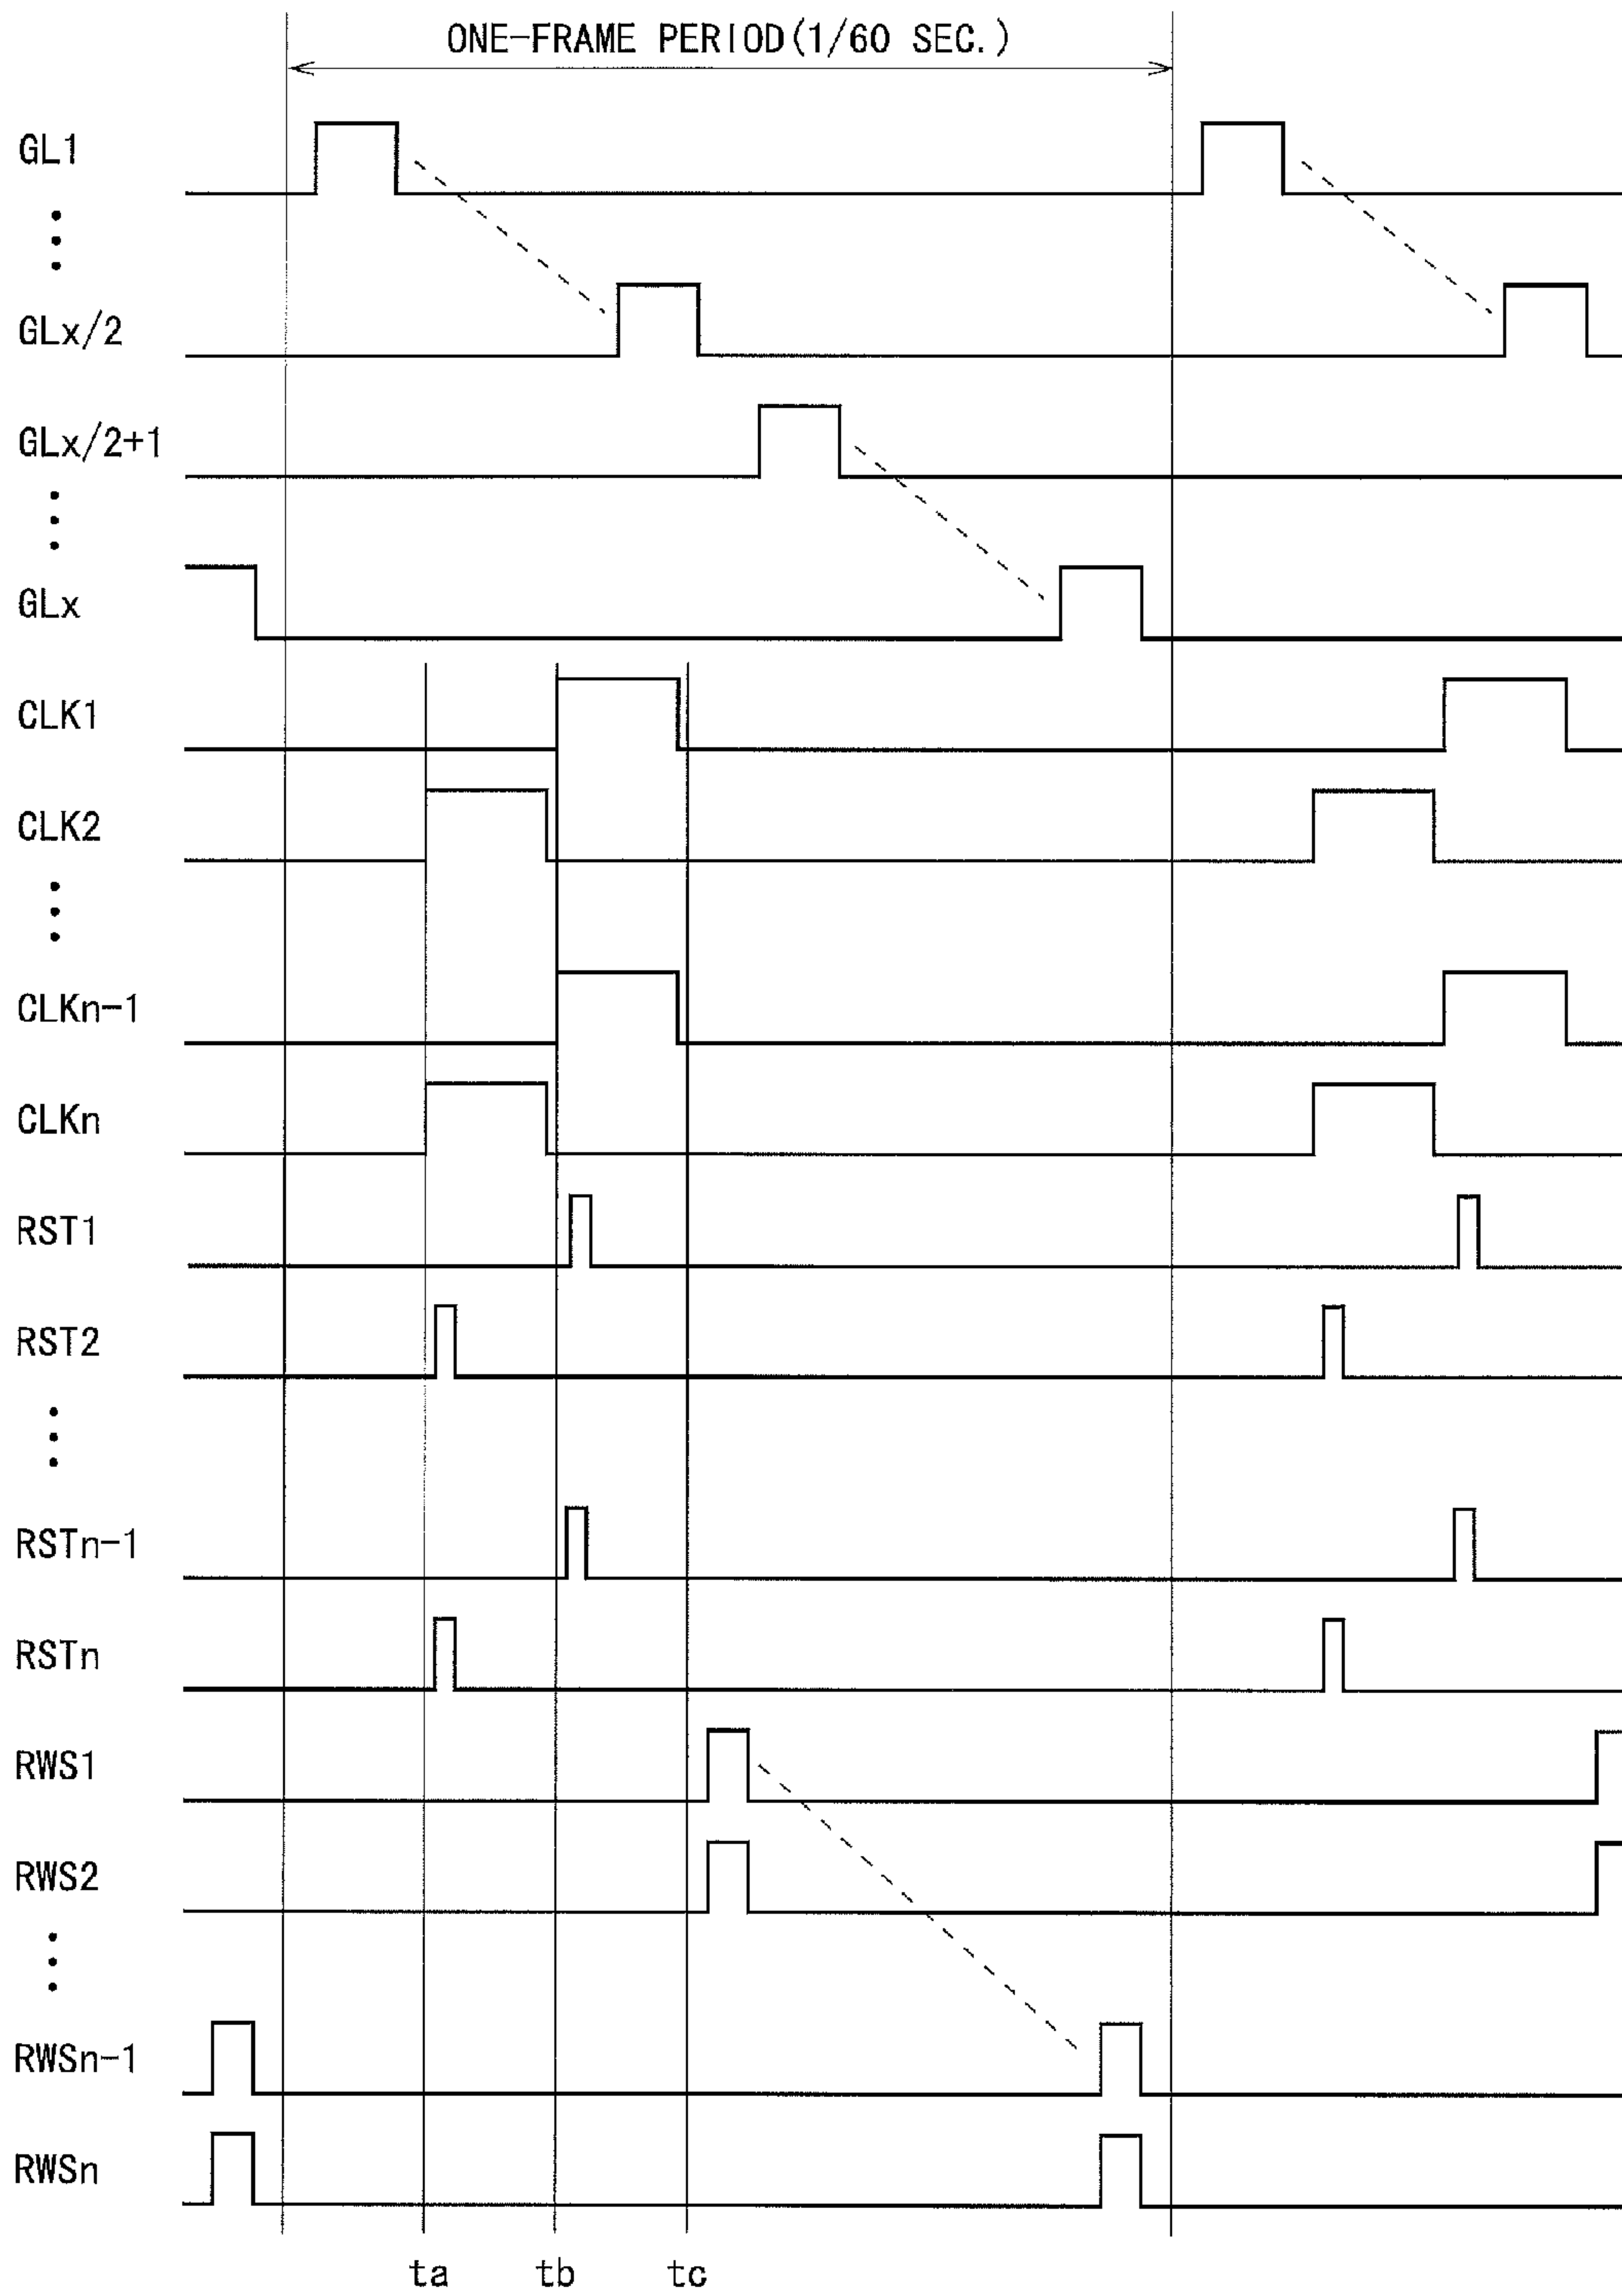 ONE-FRAME PERIOD(1/60 SEC.)
GL1
GLx/2
GLx/2+1
GLx
CLK1
CLK2
CLKn-1
CLKn
RST1
RST2
RSTn-1
RSTn
RWS1
RWS2
RWSn-1
RWSn
ta tb tc